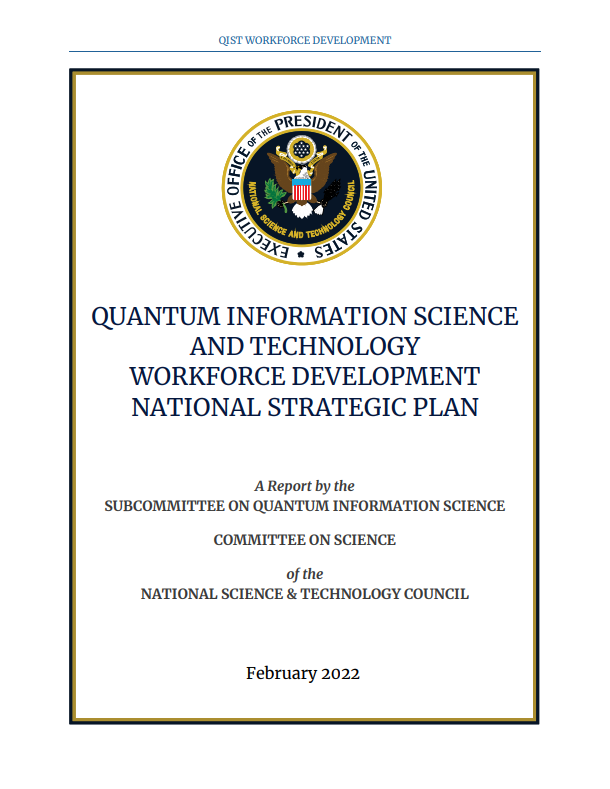 QIST WORKFORCE DEVELOPMENT
EXECUTIVE OFFICE OF THE PRESIDENT OF THE UNITED STATES
NATIONAL SCIENCE AND TECHNOLOGY COUNCIL
QUANTUM INFORMATION SCIENCE
AND TECHNOLOGY
WORKFORCE DEVELOPMENT
NATIONAL STRATEGIC PLAN
A Report by the
SUBCOMMITTEE ON QUANTUM INFORMATION SCIENCE
COMMITTEE ON SCIENCE
of the
NATIONAL SCIENCE & TECHNOLOGY COUNCIL
February 2022